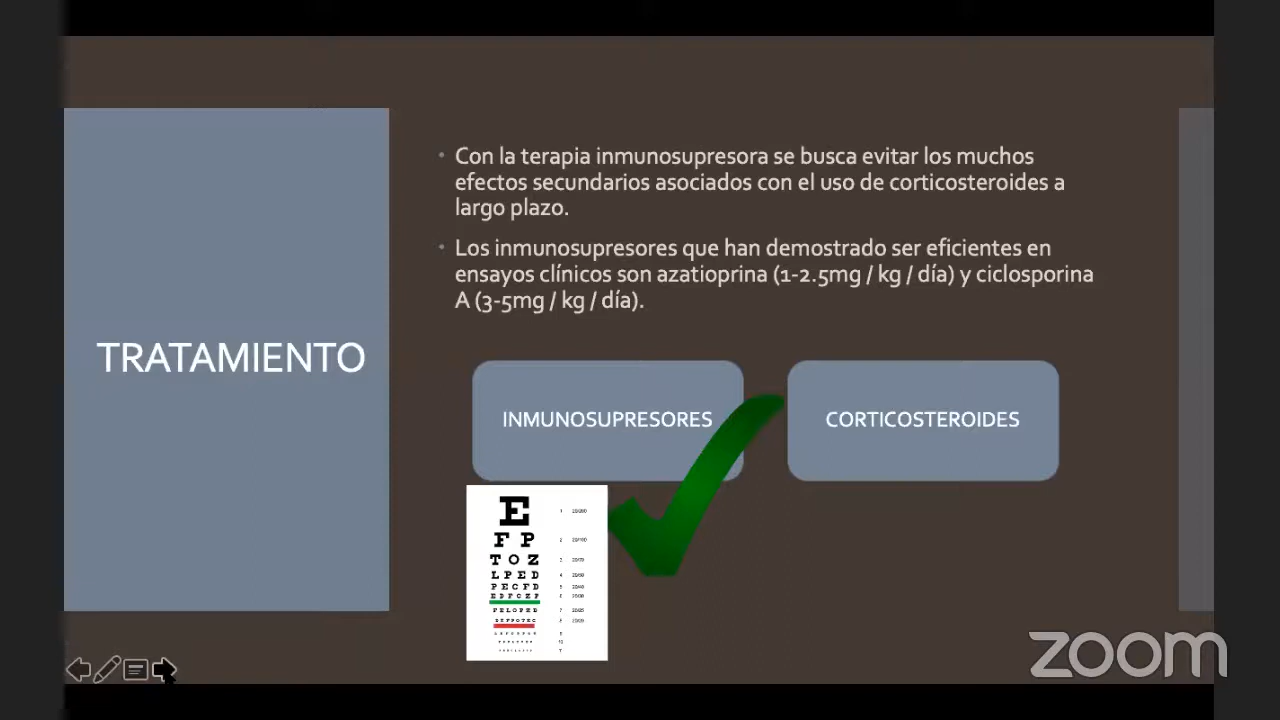 Con la terapia inmunosupresora se busca evitar los muchos
efectos secundarios asociados con el uso de corticosteroides a
largo plazo.
Los inmunosupresores que han demostrado ser eficientes en
ensayos clínicos son azatioprina (1-2.5mg / kg / día) y ciclosporina
A (3-5mg / kg / día).
TRATAMIENTO
INMUNOSUPRESORES
CORTICOSTEROIDES
E
F P
T O Z
L P E D
P E C F D
E D F C Z P
F E L O P Z D
zoom